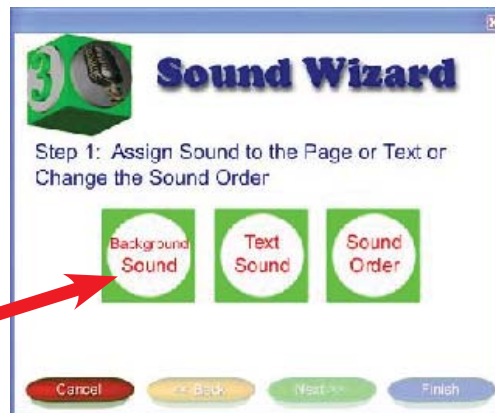 3
Sound Wizard
Step 1: Assign Sound to the Page or Text or
Change the Sound Order
Background
Sound
Text
Sound
Sound
Order
Cancel
<< Back
Next >>
Finish